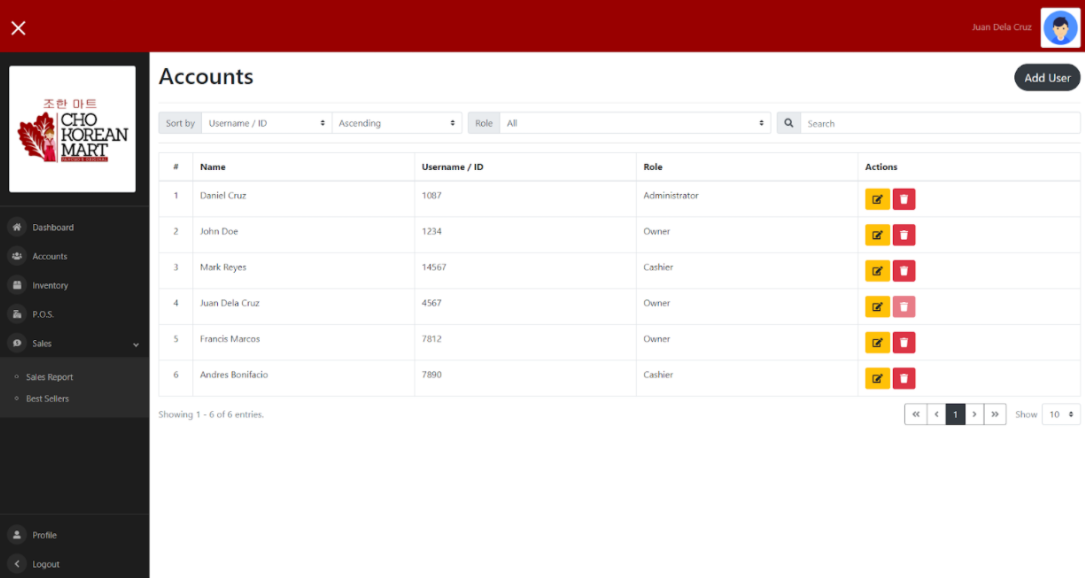 Juan Dela Cruz
조한 마트
CHO
KOREAN
MART
Accounts
Add User
Sort by Username / ID Ascending Role All Search
# Name Username / ID Role Actions
1 Daniel Cruz 1087 Administrator
2 John Doe 1234 Owner
3 Mark Reyes 14567 Cashier
4 Juan Dela Cruz 4567 Owner
5 Francis Marcos 7812 Owner
6 Andres Bonifacio 7890 Cashier
Showing 1 - 6 of 6 entries.
« ‹ 1 › » Show 10
Dashboard
Accounts
Inventory
P.O.S.
Sales
Sales Report
Best Sellers
Profile
Logout